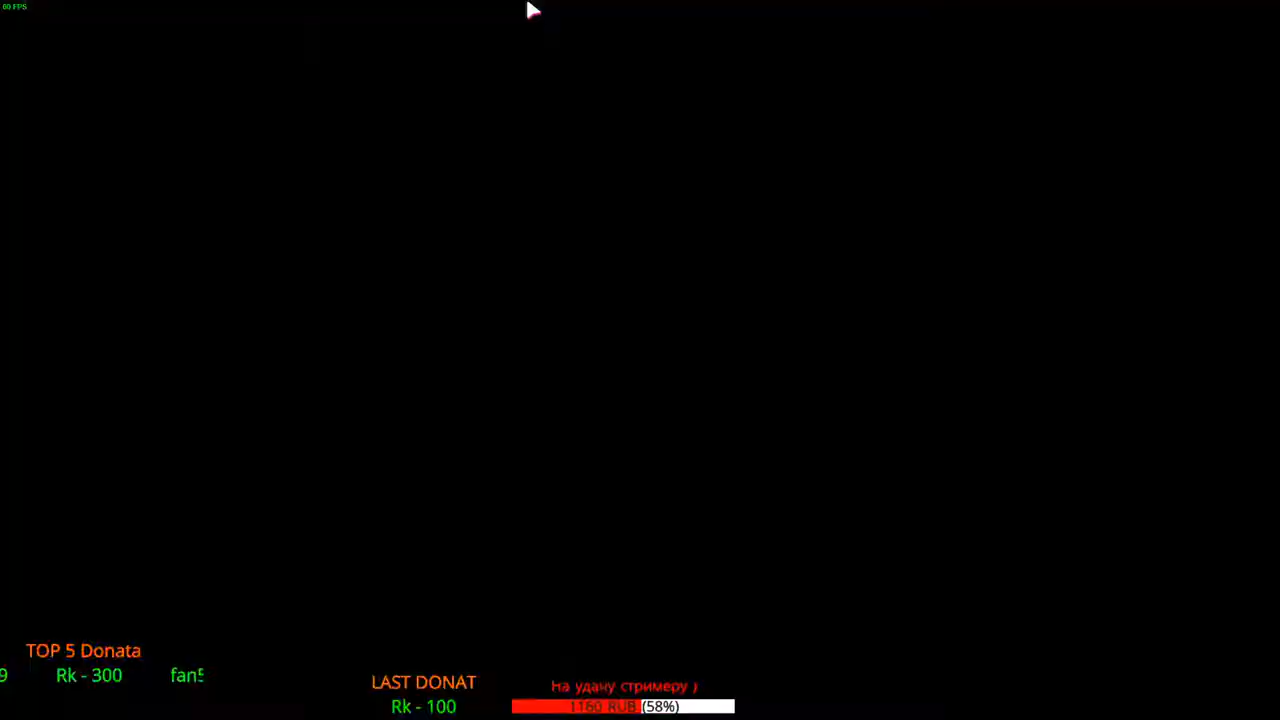 60 FPS
TOP 5 Donata
9 Rk - 300 fan5
LAST DONAT
Rk - 100
На удачу стримеру )
1160 RUB (58%)